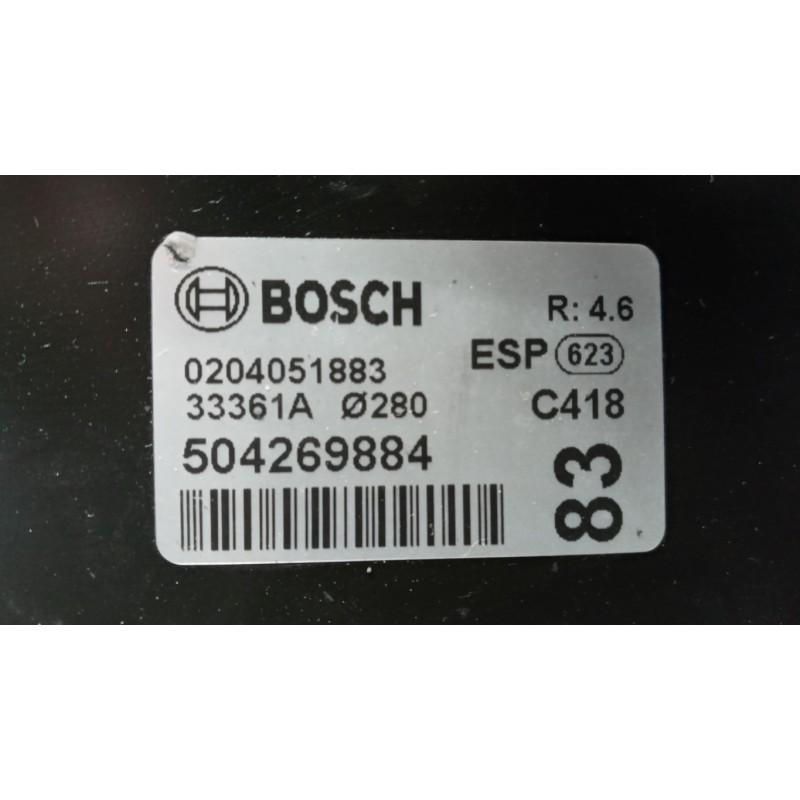 BOSCH
R: 4.6
ESP 623
0204051883
33361A Ø280
C418
504269884
83